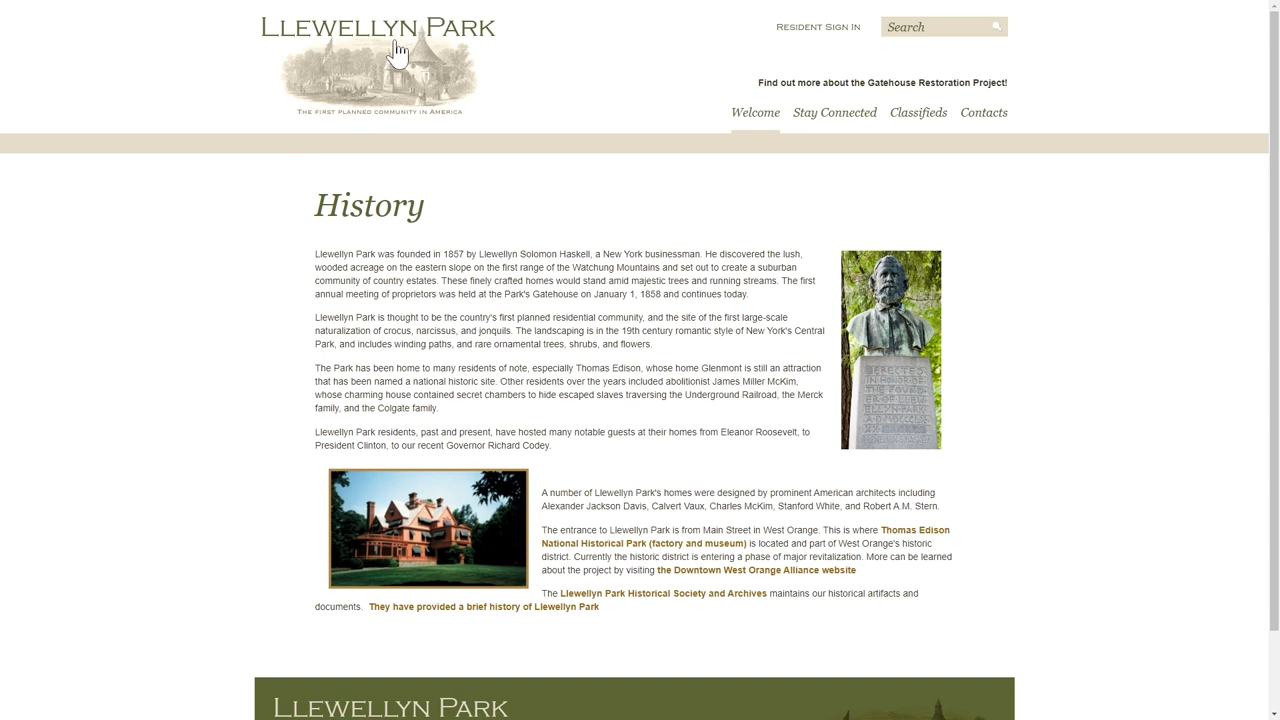 LLEWELLYN PARK
THE FIRST PLANNED COMMUNITY IN AMERICA
RESIDENT SIGN IN
Search
Find out more about the Gatehouse Restoration Project!
Welcome Stay Connected Classifieds Contacts
History
Llewellyn Park was founded in 1857 by Llewellyn Solomon Haskell, a New York businessman. He discovered the lush,
wooded acreage on the eastern slope on the first range of the Watchung Mountains and set out to create a suburban
community of country estates. These finely crafted homes would stand amid majestic trees and running streams. The first
annual meeting of proprietors was held at the Park's Gatehouse on January 1, 1858 and continues today.
Llewellyn Park is thought to be the country's first planned residential community, and the site of the first large-scale
naturalization of crocus, narcissus, and jonquils. The landscaping is in the 19th century romantic style of New York's Central
Park, and includes winding paths, and rare ornamental trees, shrubs, and flowers.
The Park has been home to many residents of note, especially Thomas Edison, whose home Glenmont is still an attraction
that has been named a national historic site. Other residents over the years included abolitionist James Miller McKim,
whose charming house contained secret chambers to hide escaped slaves traversing the Underground Railroad, the Merck
family, and the Colgate family.
Llewellyn Park residents, past and present, have hosted many notable guests at their homes from Eleanor Roosevelt, to
President Clinton, to our recent Governor Richard Codey.
ERECTED
IN HONOR OF
A number of Llewellyn Park's homes were designed by prominent American architects including
Alexander Jackson Davis, Calvert Vaux, Charles McKim, Stanford White, and Robert A.M. Stern.
The entrance to Llewellyn Park is from Main Street in West Orange. This is where Thomas Edison
National Historical Park (factory and museum) is located and part of West Orange's historic
district. Currently the historic district is entering a phase of major revitalization. More can be learned
about the project by visiting the Downtown West Orange Alliance website
The Llewellyn Park Historical Society and Archives maintains our historical artifacts and
documents. They have provided a brief history of Llewellyn Park
LLEWELLYN PARK